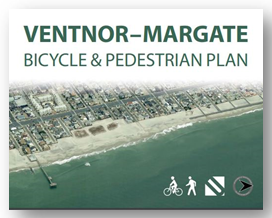 VENTNOR–MARGATE
BICYCLE & PEDESTRIAN PLAN